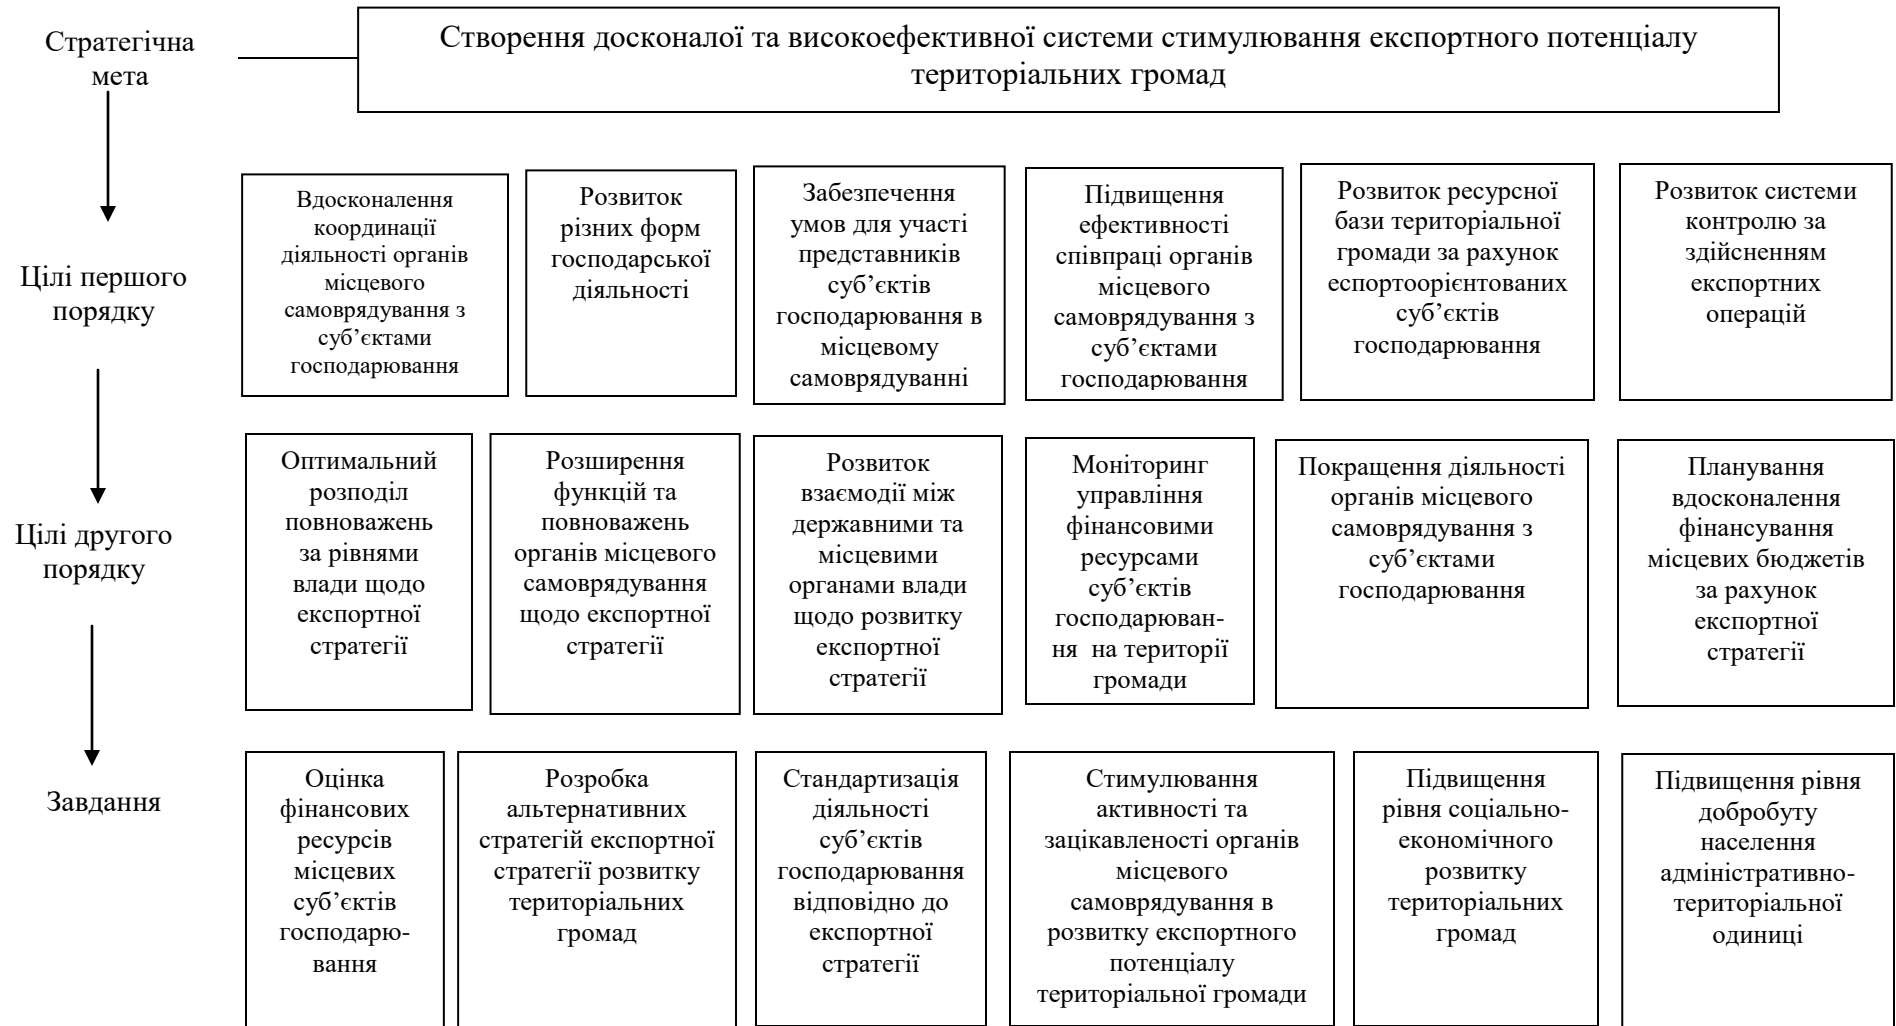 Стратегічна
мета
Створення досконалої та високоефективної системи стимулювання експортного потенціалу
територіальних громад
Цілі першого
порядку
Вдосконалення
координації
діяльності органів
місцевого
самоврядування з
суб’єктами
господарювання
Розвиток
різних форм
господарської
діяльності
Забезпечення
умов для участі
представників
суб’єктів
господарювання в
місцевому
самоврядуванні
Підвищення
ефективності
співпраці органів
місцевого
самоврядування з
суб’єктами
господарювання
Розвиток ресурсної
бази територіальної
громади за рахунок
еспортоорієнтованих
суб’єктів
господарювання
Розвиток системи
контролю за
здійсненням
експортних
операцій
Цілі другого
порядку
Оптимальний
розподіл
повноважень
за рівнями
влади щодо
експортної
стратегії
Розширення
функцій та
повноважень
органів місцевого
самоврядування
щодо експортної
стратегії
Розвиток
взаємодії між
державними та
місцевими
органами влади
щодо розвитку
експортної
стратегії
Моніторинг
управління
фінансовими
ресурсами
суб’єктів
господарюван-
ня  на території
громади
Покращення діяльності
органів місцевого
самоврядування з
суб’єктами
господарювання
Планування
вдосконалення
фінансування
місцевих бюджетів
за рахунок
експортної
стратегії
Завдання
Оцінка
фінансових
ресурсів
місцевих
суб’єктів
господарю-
вання
Розробка
альтернативних
стратегій експортної
стратегії розвитку
територіальних
громад
Стандартизація
діяльності
суб’єктів
господарювання
відповідно до
експортної
стратегії
Стимулювання
активності та
зацікавленості органів
місцевого
самоврядування в
розвитку експортного
потенціалу
територіальної громади
Підвищення
рівня соціально-
економічного
розвитку
територіальних
громад
Підвищення рівня
добробуту
населення
адміністративно-
територіальної
одиниці